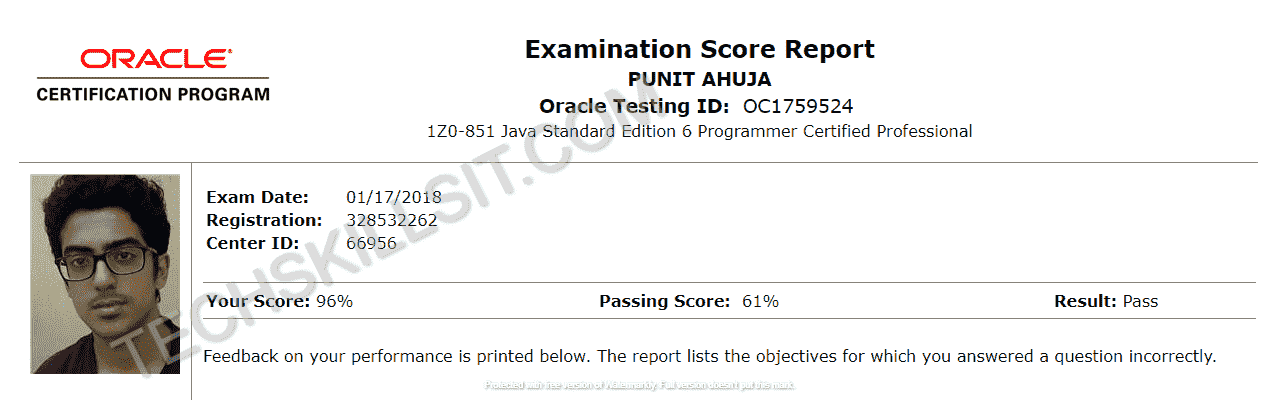 ORACLE®
CERTIFICATION PROGRAM
Examination Score Report
PUNIT AHUJA
Oracle Testing ID: OC1759524
1Z0-851 Java Standard Edition 6 Programmer Certified Professional
TECHSKILLSIT.COM
Exam Date: 01/17/2018
Registration: 328532262
Center ID: 66956
Your Score: 96% Passing Score: 61% Result: Pass
Feedback on your performance is printed below. The report lists the objectives for which you answered a question incorrectly.
Protected with free version of Watermarkly. Full version doesn't put this mark.